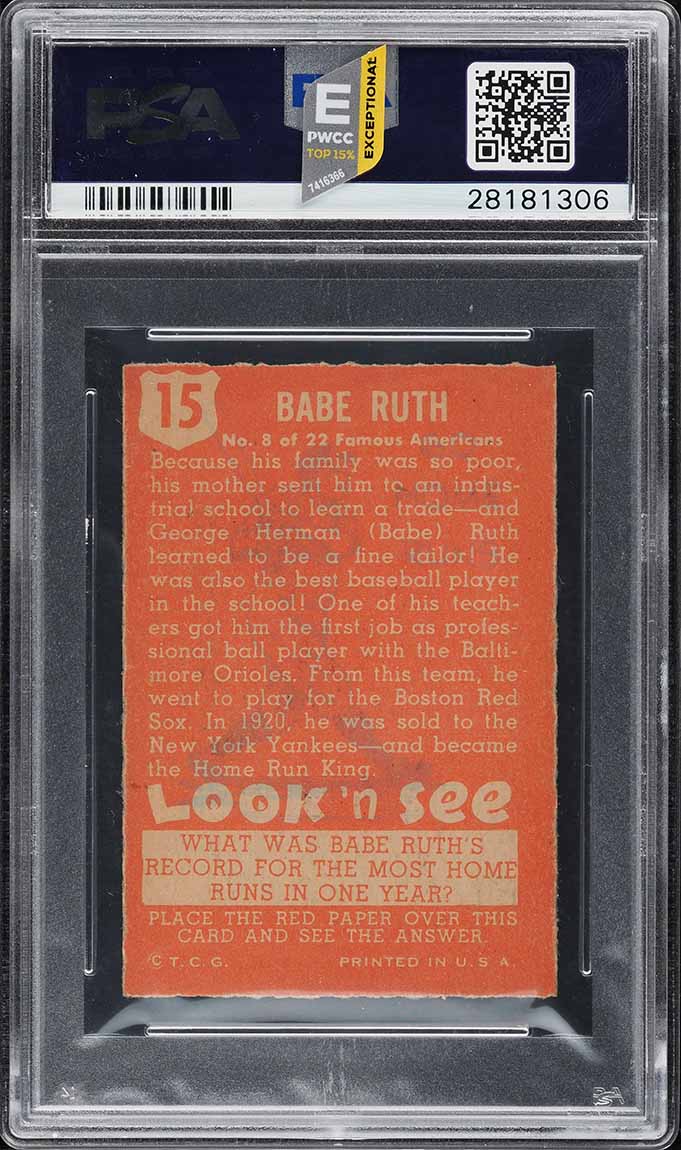 PSA
E
PWCC
TOP 15%
EXCEPTIONAL
7416366
28181306
15
BABE RUTH
No. 8 of 22 Famous Americans
Because his family was so poor,
his mother sent him to an indus-
trial school to learn a trade—and
George Herman (Babe) Ruth
learned to be a fine tailor! He
was also the best baseball player
in the school! One of his teach-
ers got him the first job as profes-
sional ball player with the Balti-
more Orioles. From this team, he
went to play for the Boston Red
Sox. In 1920, he was sold to the
New York Yankees—and became
the Home Run King.
LOOK 'n SEE
WHAT WAS BABE RUTH'S
RECORD FOR THE MOST HOME
RUNS IN ONE YEAR?
PLACE THE RED PAPER OVER THIS
CARD AND SEE THE ANSWER.
© T. C. G.
PRINTED IN U. S. A.
PSA